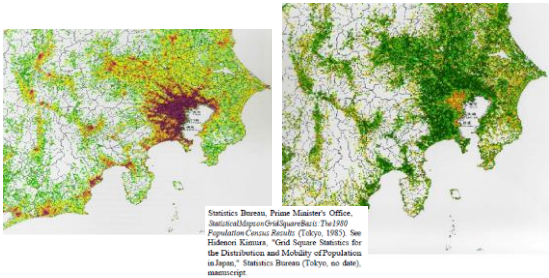 Statistics Bureau, Prime Minister's Office,
Statistical Maps on Grid Square Basis: The 1980
Population Census Results (Tokyo, 1985). See
Hidenori Kimura, "Grid Square Statistics for
the Distribution and Mobility of Population
in Japan," Statistics Bureau (Tokyo, no date),
manuscript.